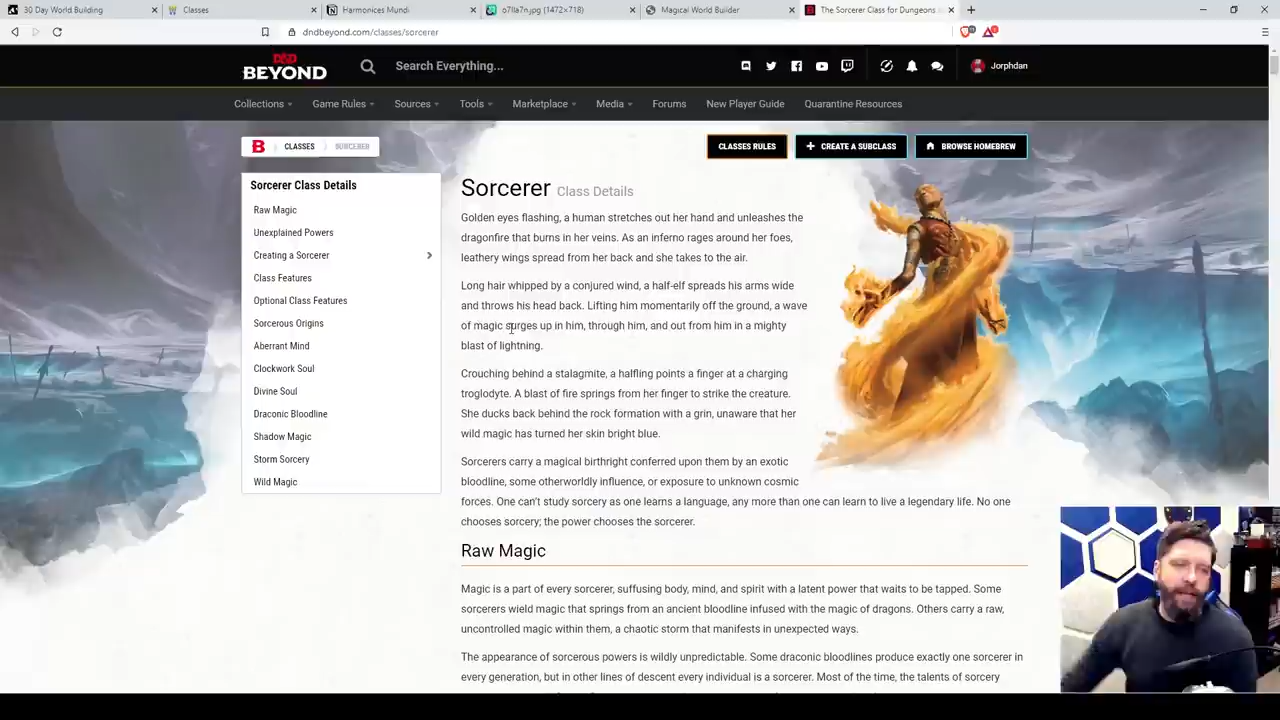 30 Day World Building
Classes
Harmonices Mundi
o7lla7n.jpg (1472×718)
Magical World Builder
The Sorcerer Class for Dungeons
dndbeyond.com/classes/sorcerer
D&D
BEYOND
Search Everything...
Jorphdan
Collections
Game Rules
Sources
Tools
Marketplace
Media
Forums
New Player Guide
Quarantine Resources
B
CLASSES
SORCERER
CLASSES RULES
CREATE A SUBCLASS
BROWSE HOMEBREW
Sorcerer Class Details
Raw Magic
Unexplained Powers
Creating a Sorcerer
Class Features
Optional Class Features
Sorcerous Origins
Aberrant Mind
Clockwork Soul
Divine Soul
Draconic Bloodline
Shadow Magic
Storm Sorcery
Wild Magic
Sorcerer Class Details
Golden eyes flashing, a human stretches out her hand and unleashes the
dragonfire that burns in her veins. As an inferno rages around her foes,
leathery wings spread from her back and she takes to the air.
Long hair whipped by a conjured wind, a half-elf spreads his arms wide
and throws his head back. Lifting him momentarily off the ground, a wave
of magic surges up in him, through him, and out from him in a mighty
blast of lightning.
Crouching behind a stalagmite, a halfling points a finger at a charging
troglodyte. A blast of fire springs from her finger to strike the creature.
She ducks back behind the rock formation with a grin, unaware that her
wild magic has turned her skin bright blue.
Sorcerers carry a magical birthright conferred upon them by an exotic
bloodline, some otherworldly influence, or exposure to unknown cosmic
forces. One can't study sorcery as one learns a language, any more than one can learn to live a legendary life. No one
chooses sorcery; the power chooses the sorcerer.
Raw Magic
Magic is a part of every sorcerer, suffusing body, mind, and spirit with a latent power that waits to be tapped. Some
sorcerers wield magic that springs from an ancient bloodline infused with the magic of dragons. Others carry a raw,
uncontrolled magic within them, a chaotic storm that manifests in unexpected ways.
The appearance of sorcerous powers is wildly unpredictable. Some draconic bloodlines produce exactly one sorcerer in
every generation, but in other lines of descent every individual is a sorcerer. Most of the time, the talents of sorcery